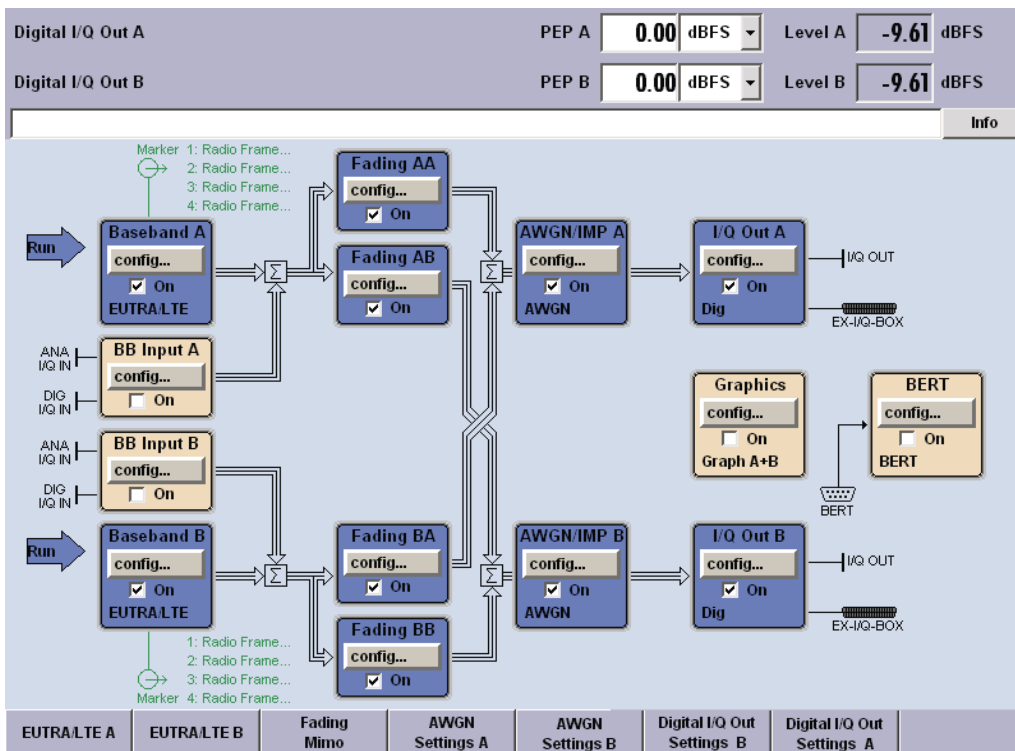 Digital I/Q Out A
PEP A 0.00 dBFS Level A -9.61 dBFS
Digital I/Q Out B
PEP B 0.00 dBFS Level B -9.61 dBFS
Info
Marker 1: Radio Frame...
2: Radio Frame...
3: Radio Frame...
4: Radio Frame...
Run
Baseband A
config...
On
EUTRA/LTE
Fading AA
config...
On
Fading AB
config...
On
AWGN/IMP A
config...
On
AWGN
I/Q Out A
config...
On
Dig
I/Q OUT
EX-I/Q-BOX
ANA
I/Q IN
DIG
I/Q IN
BB Input A
config...
On
ANA
I/Q IN
DIG
I/Q IN
BB Input B
config...
On
Graphics
config...
On
Graph A+B
BERT
config...
On
BERT
BERT
Run
Baseband B
config...
On
EUTRA/LTE
Fading BA
config...
On
Fading BB
config...
On
AWGN/IMP B
config...
On
AWGN
I/Q Out B
config...
On
Dig
I/Q OUT
EX-I/Q-BOX
1: Radio Frame...
2: Radio Frame...
3: Radio Frame...
Marker 4: Radio Frame...
Σ
Σ
Σ
Σ
EUTRA/LTE A
EUTRA/LTE B
Fading
Mimo
AWGN
Settings A
AWGN
Settings B
Digital I/Q Out
Settings B
Digital I/Q Out
Settings A